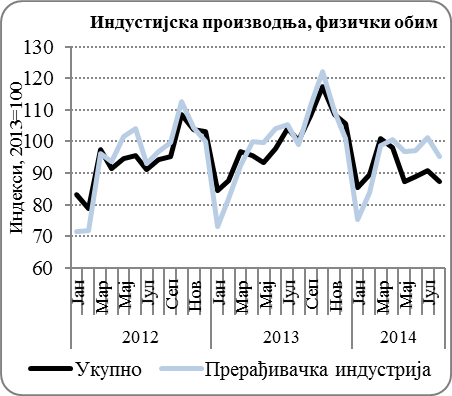 Индустијска производња, физички обим
Индекси, 2013=100
130
120
110
100
90
80
70
60
Јан
Мар
Мај
Јул
Сеп
Нов
Јан
Мар
Мај
Јул
Сеп
Нов
Јан
Мар
Мај
Јул
2012
2013
2014
Укупно
Прерађивачка индустрија